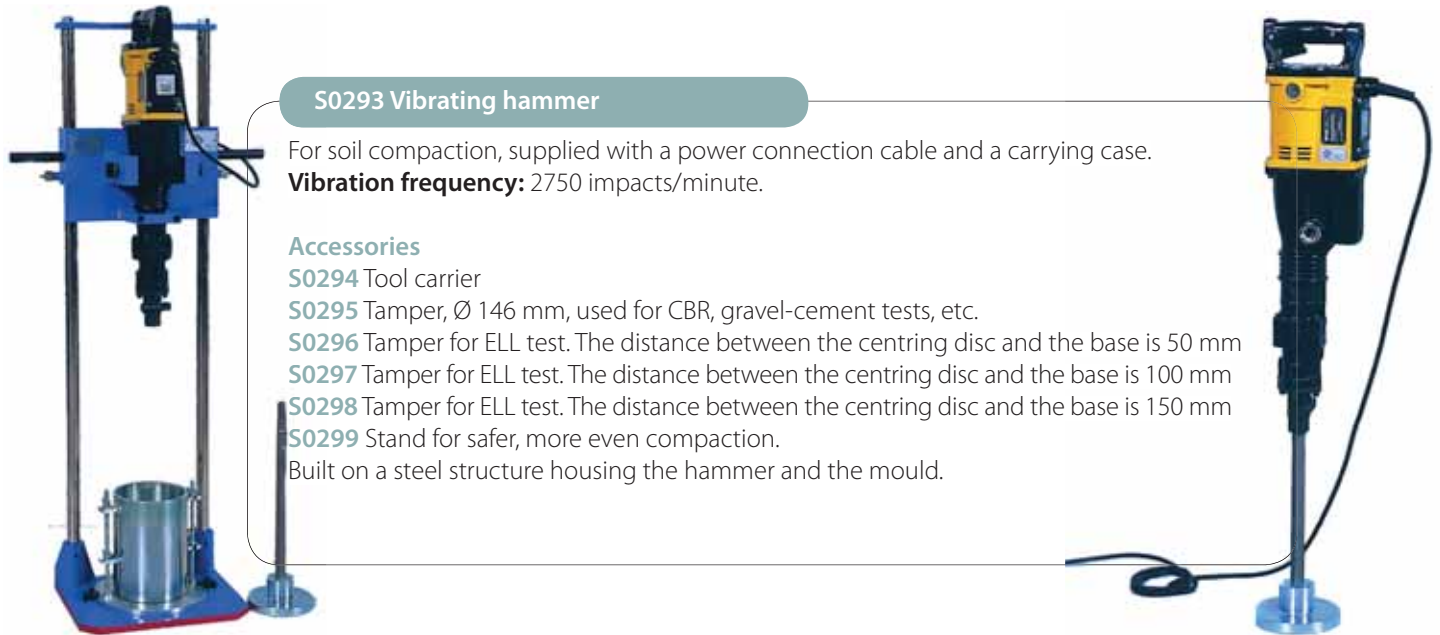 S0293 Vibrating hammer
For soil compaction, supplied with a power connection cable and a carrying case.
Vibration frequency: 2750 impacts/minute.
Accessories
S0294 Tool carrier
S0295 Tamper, Ø 146 mm, used for CBR, gravel-cement tests, etc.
S0296 Tamper for ELL test. The distance between the centring disc and the base is 50 mm
S0297 Tamper for ELL test. The distance between the centring disc and the base is 100 mm
S0298 Tamper for ELL test. The distance between the centring disc and the base is 150 mm
S0299 Stand for safer, more even compaction.
Built on a steel structure housing the hammer and the mould.